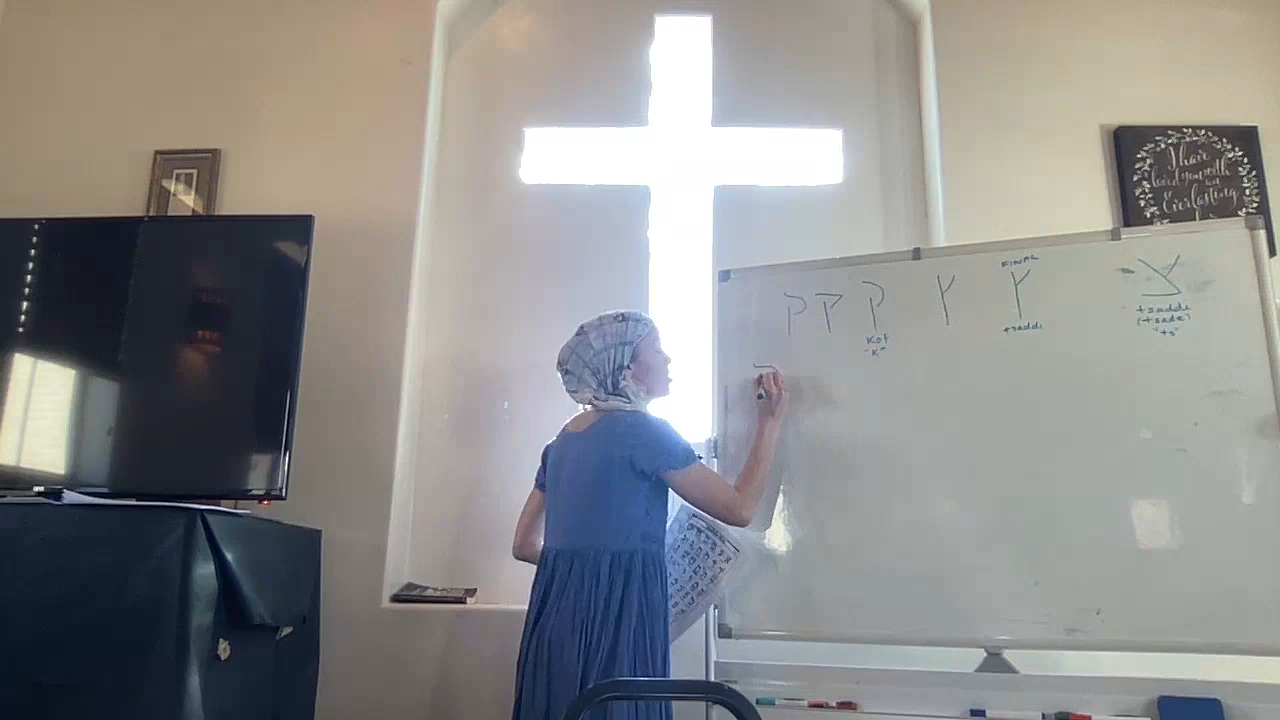 I have
loved you with
an
Everlasting
ק ק ק ץ ץ צ
FINAL
tsaddi
Kof
"K"
tsaddi
(tsade)
"ts"